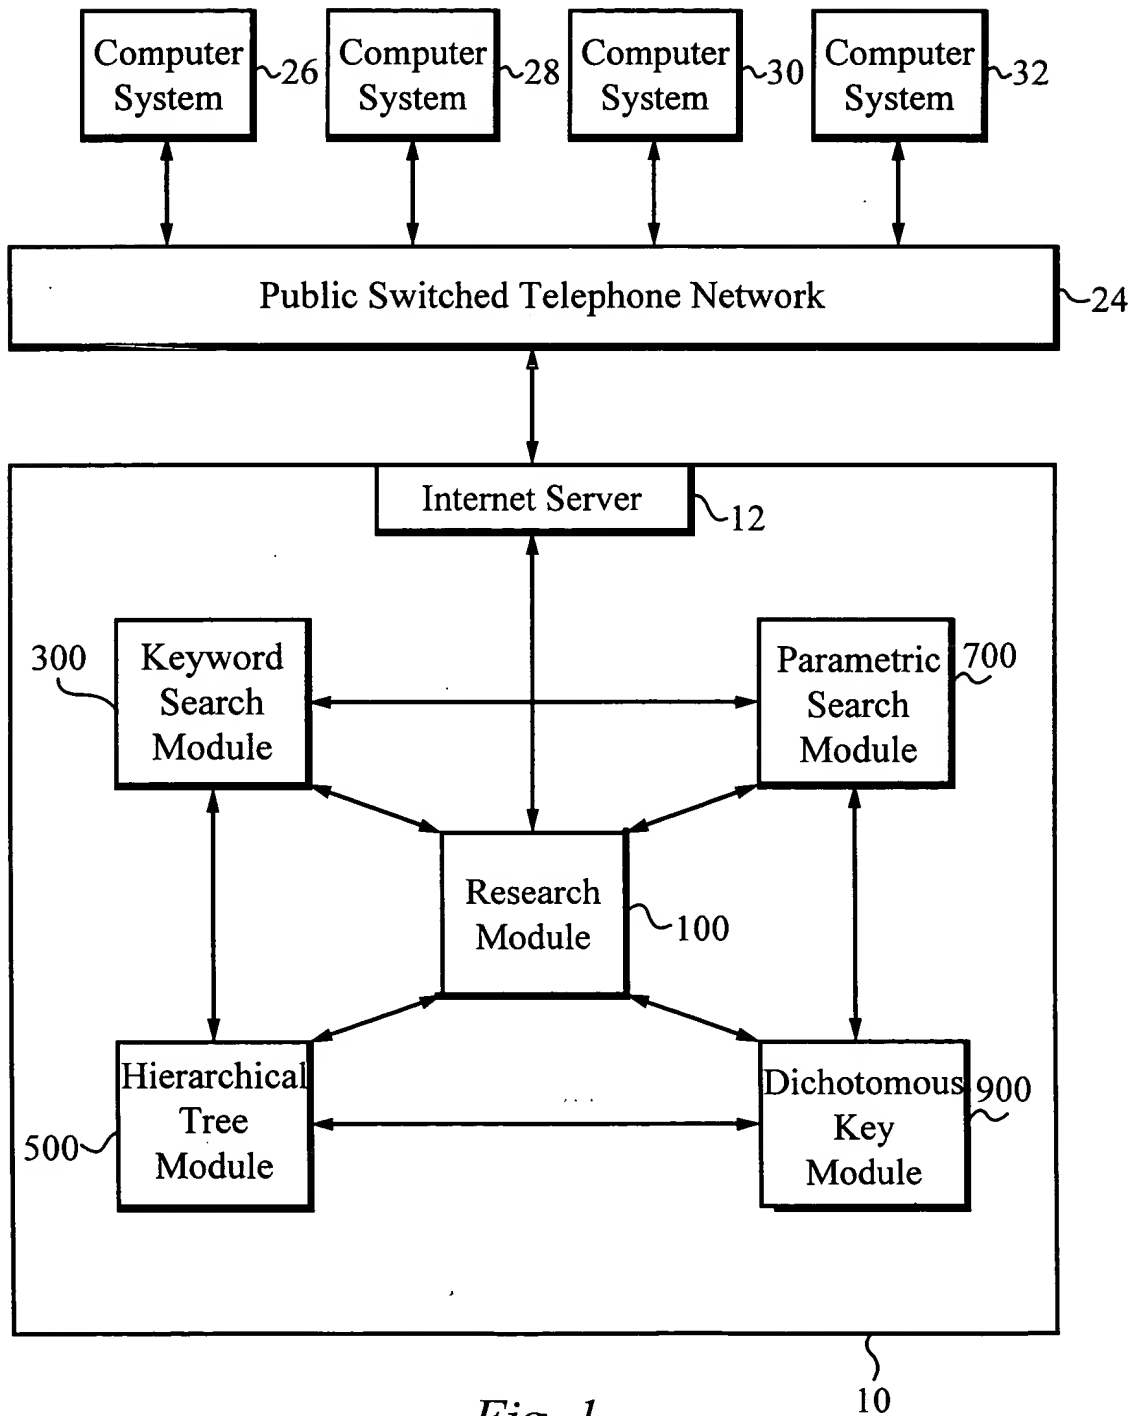 Computer
System
26
Computer
System
28
Computer
System
30
Computer
System
32
Public Switched Telephone Network
24
Internet Server
12
300
Keyword
Search
Module
Parametric
Search
Module
700
Research
Module
100
500
Hierarchical
Tree
Module
Dichotomous
Key
Module
900
10
Fig. 1